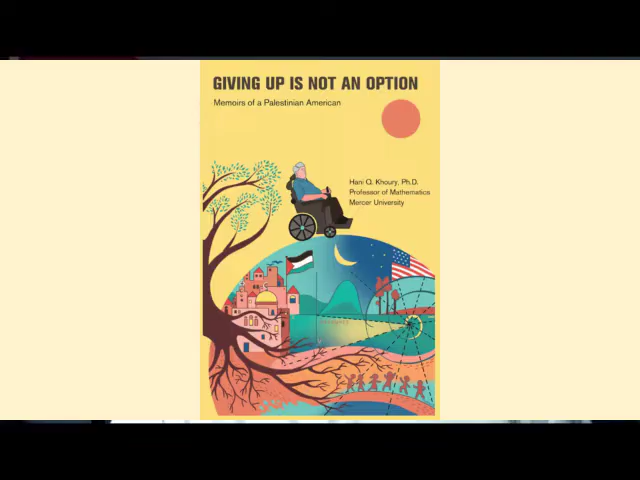 GIVING UP IS NOT AN OPTION
Memoirs of a Palestinian American
Hani Q. Khoury, Ph.D.
Professor of Mathematics
Mercer University